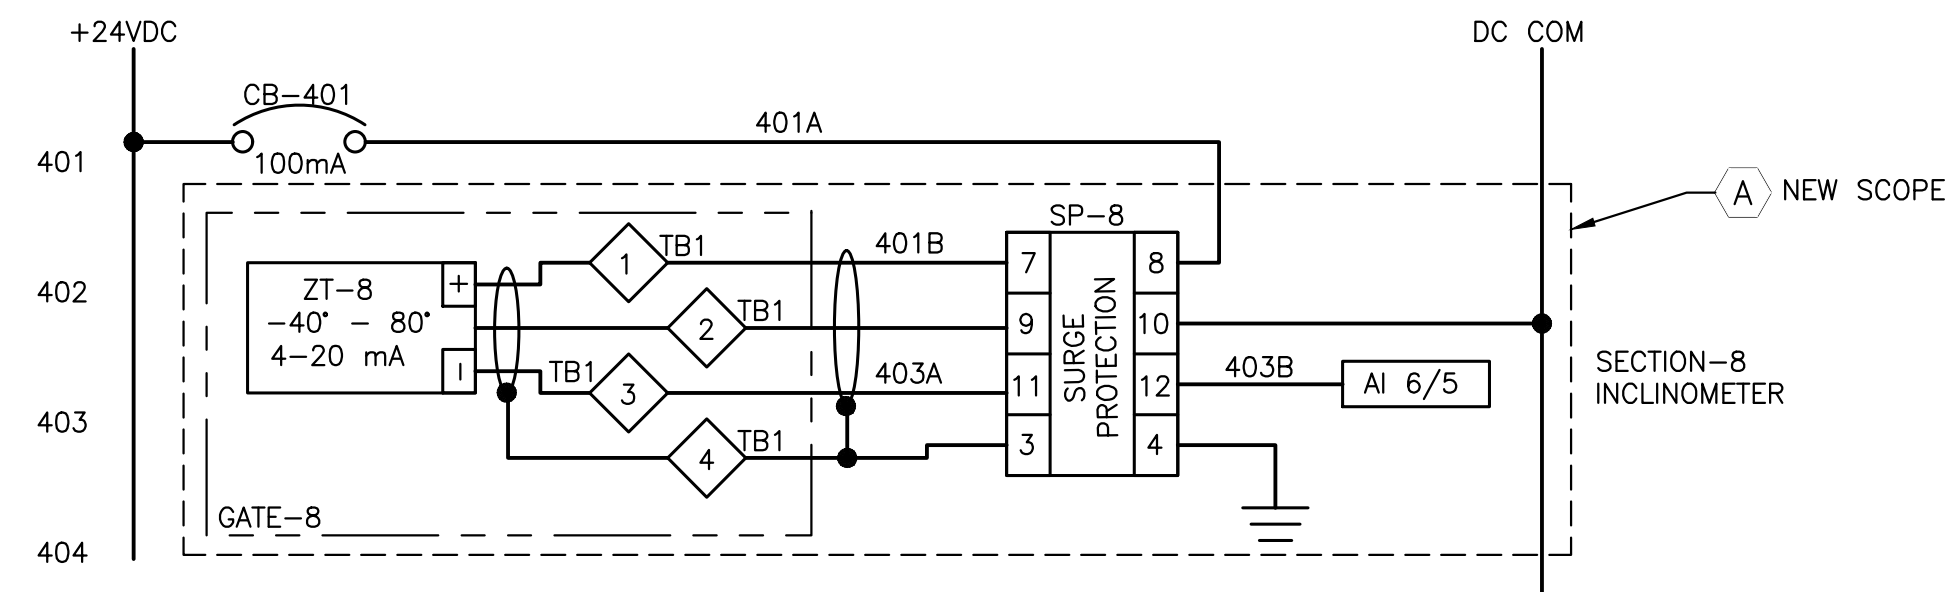 +24VDC
DC COM
CB-401
401A
401
100mA
A NEW SCOPE
SP-8
1 TB1
401B
7
8
402
ZT-8
+
-40° - 80°
4-20 mA
-
2 TB1
9
10
SURGE
PROTECTION
TB1
3
403A
11
12
403B
AI 6/5
SECTION-8
INCLINOMETER
403
4 TB1
3
4
GATE-8
404